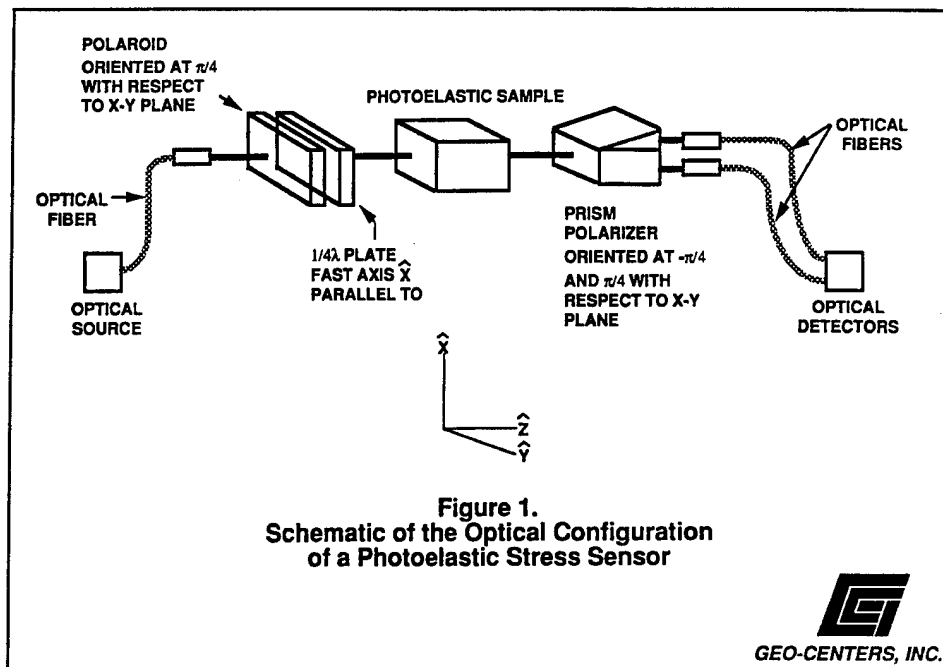 POLAROID
ORIENTED AT π/4
WITH RESPECT
TO X-Y PLANE
PHOTOELASTIC SAMPLE
OPTICAL
FIBERS
OPTICAL
FIBER
OPTICAL
SOURCE
1/4λ PLATE
FAST AXIS X̂
PARALLEL TO
PRISM
POLARIZER
ORIENTED AT -π/4
AND π/4 WITH
RESPECT TO X-Y
PLANE
OPTICAL
DETECTORS
X̂
Ẑ
Ŷ
Figure 1.
Schematic of the Optical Configuration
of a Photoelastic Stress Sensor
GEO-CENTERS, INC.